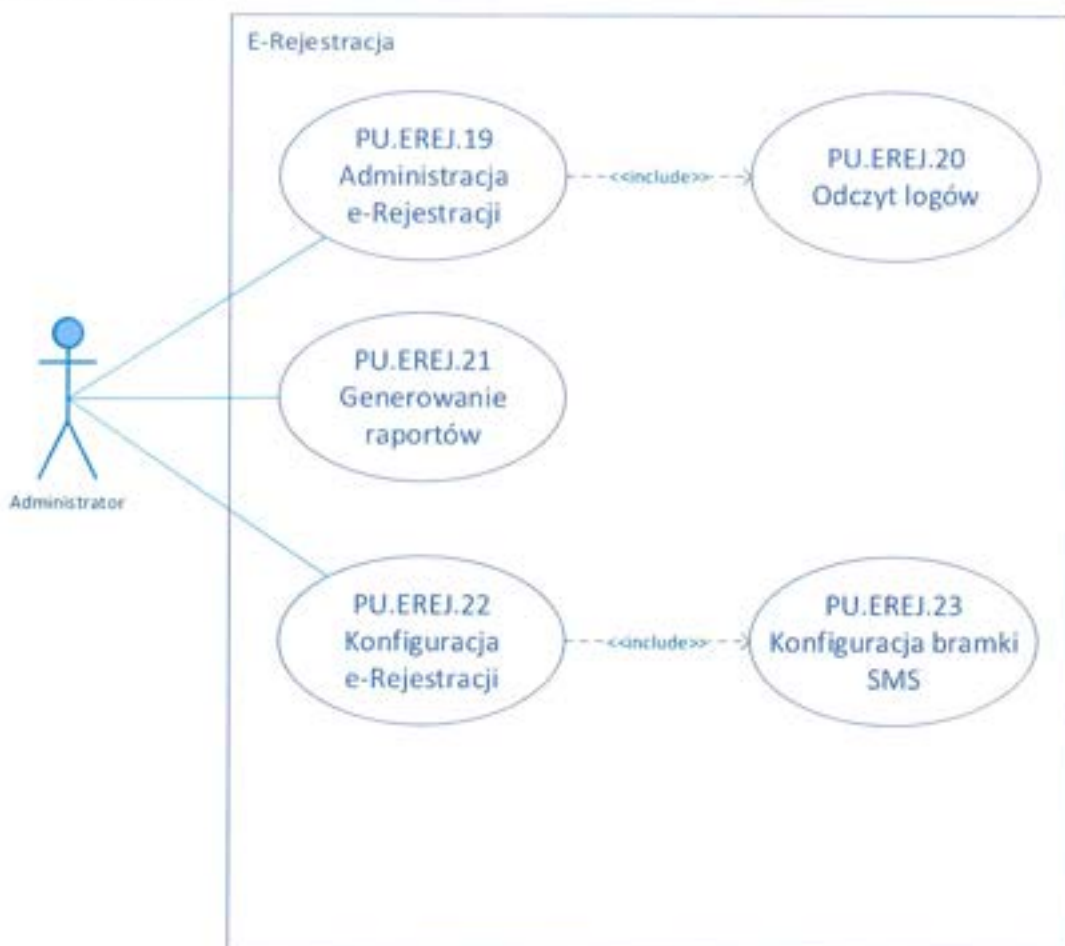 E-Rejestracja
PU.EREJ.19
Administracja
e-Rejestracji
<<include>>
PU.EREJ.20
Odczyt logów
PU.EREJ.21
Generowanie
raportów
Administrator
PU.EREJ.22
Konfiguracja
e-Rejestracji
<<include>>
PU.EREJ.23
Konfiguracja bramki
SMS